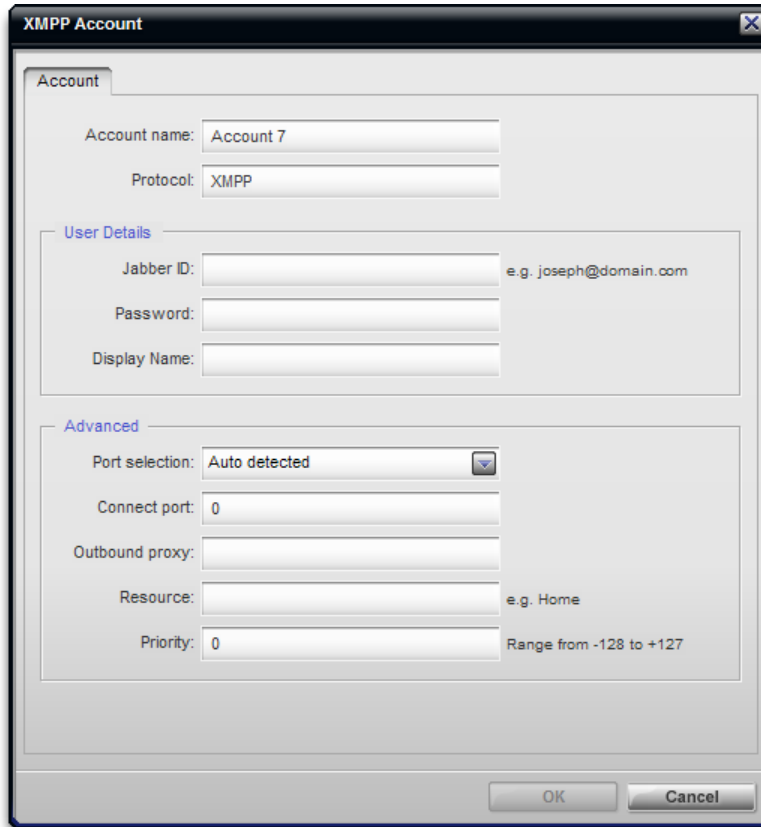 XMPP Account
Account
Account name: Account 7
Protocol: XMPP
User Details
Jabber ID: e.g. joseph@domain.com
Password:
Display Name:
Advanced
Port selection: Auto detected
Connect port: 0
Outbound proxy:
Resource: e.g. Home
Priority: 0 Range from -128 to +127
OK Cancel